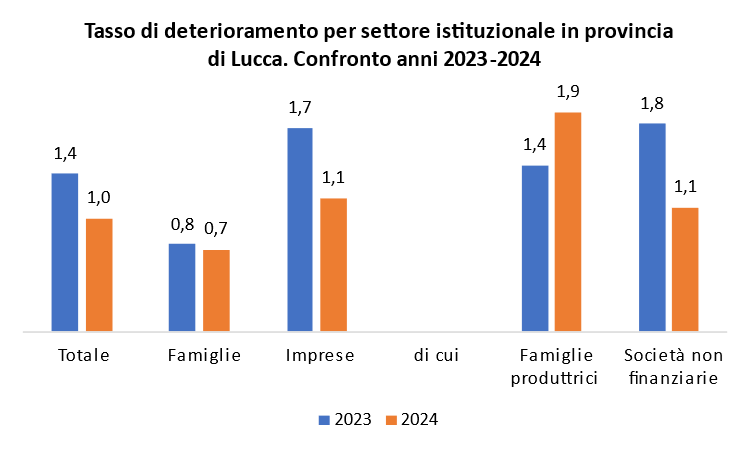 Tasso di deterioramento per settore istituzionale in provincia
di Lucca. Confronto anni 2023-2024
1,4
1,0
0,8
0,7
1,7
1,1
1,4
1,9
1,8
1,1
Totale
Famiglie
Imprese
di cui
Famiglie
produttrici
Società non
finanziarie
2023
2024